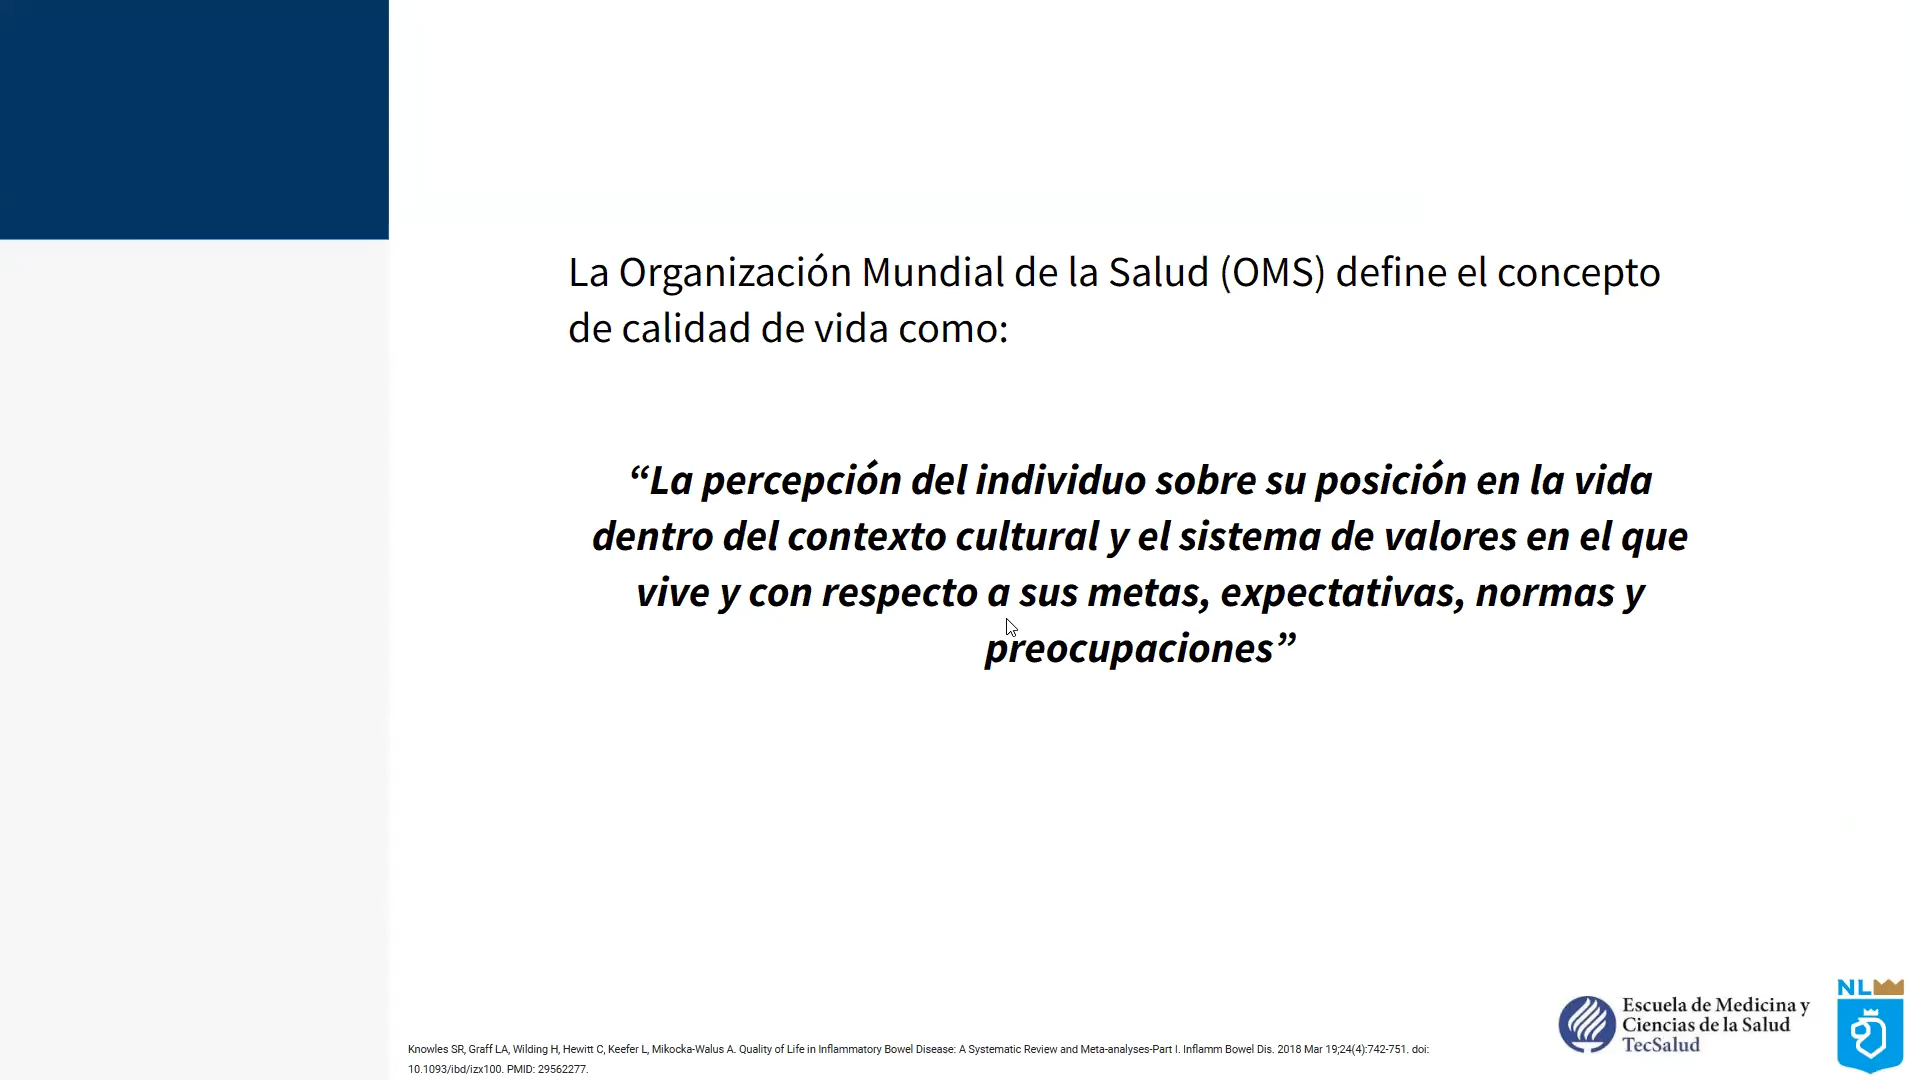 La Organización Mundial de la Salud (OMS) define el concepto
de calidad de vida como:
“La percepción del individuo sobre su posición en la vida
dentro del contexto cultural y el sistema de valores en el que
vive y con respecto a sus metas, expectativas, normas y
preocupaciones”
NL
Escuela de Medicina y
Ciencias de la Salud
TecSalud
Knowles SR, Graff LA, Wilding H, Hewitt C, Keefer L, Mikocka-Walus A. Quality of Life in Inflammatory Bowel Disease: A Systematic Review and Meta-analyses-Part I. Inflamm Bowel Dis. 2018 Mar 19;24(4):742-751. doi:
10.1093/ibd/izx100. PMID: 29562277.